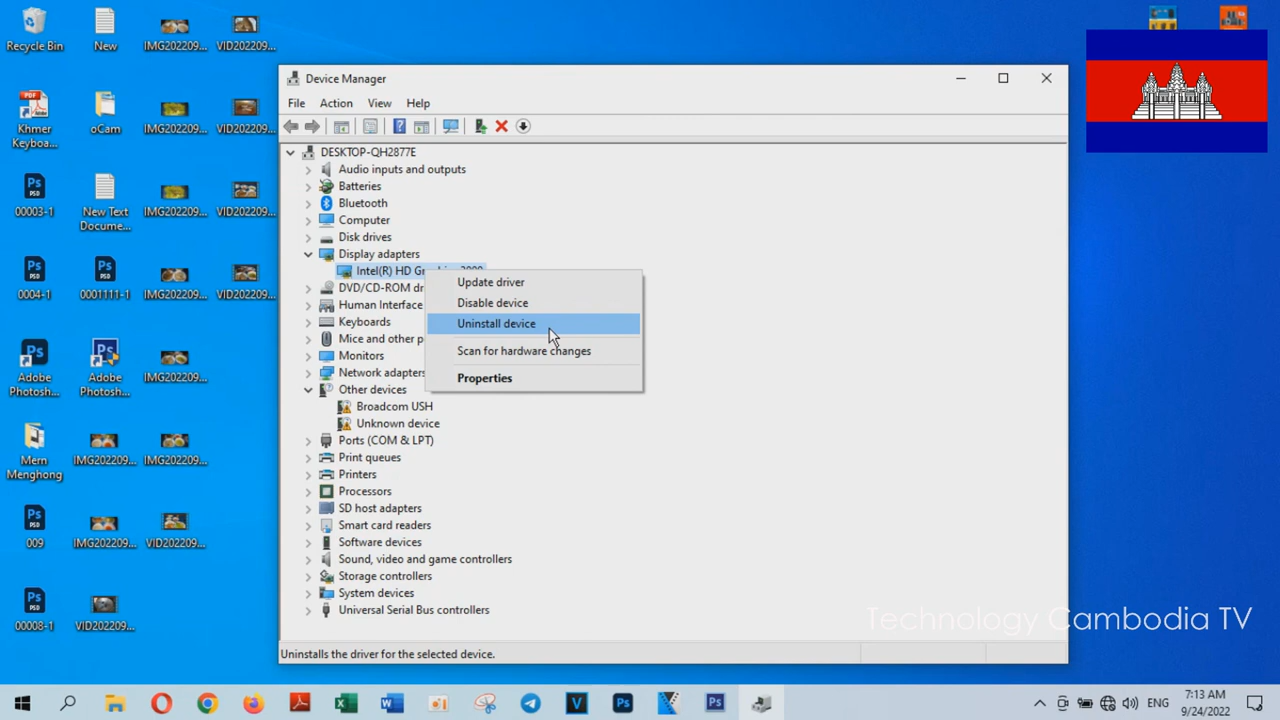 Recycle Bin
New
IMG202209...
VID202209...
Khmer
Keyboa...
oCam
IMG202209...
VID202209...
00003-1
New Text
Docume...
IMG202209...
VID202209...
0004-1
0001111-1
IMG202209...
VID202209...
Adobe
Photosh...
Adobe
Photosh...
IMG202209...
Mern
Menghong
IMG202209...
IMG202209...
009
IMG202209...
VID202209...
00008-1
VID202209...
Device Manager
File Action View Help
DESKTOP-QH2877E
Audio inputs and outputs
Batteries
Bluetooth
Computer
Disk drives
Display adapters
Intel(R) HD
DVD/CD-ROM
Human Interface
Keyboards
Mice and other
Monitors
Network adapters
Other devices
Broadcom USH
Unknown device
Ports (COM & LPT)
Print queues
Printers
Processors
SD host adapters
Smart card readers
Software devices
Sound, video and game controllers
Storage controllers
System devices
Universal Serial Bus controllers
Update driver
Disable device
Uninstall device
Scan for hardware changes
Properties
Uninstalls the driver for the selected device.
Technology Cambodia TV
ENG
7:13 AM
9/24/2022